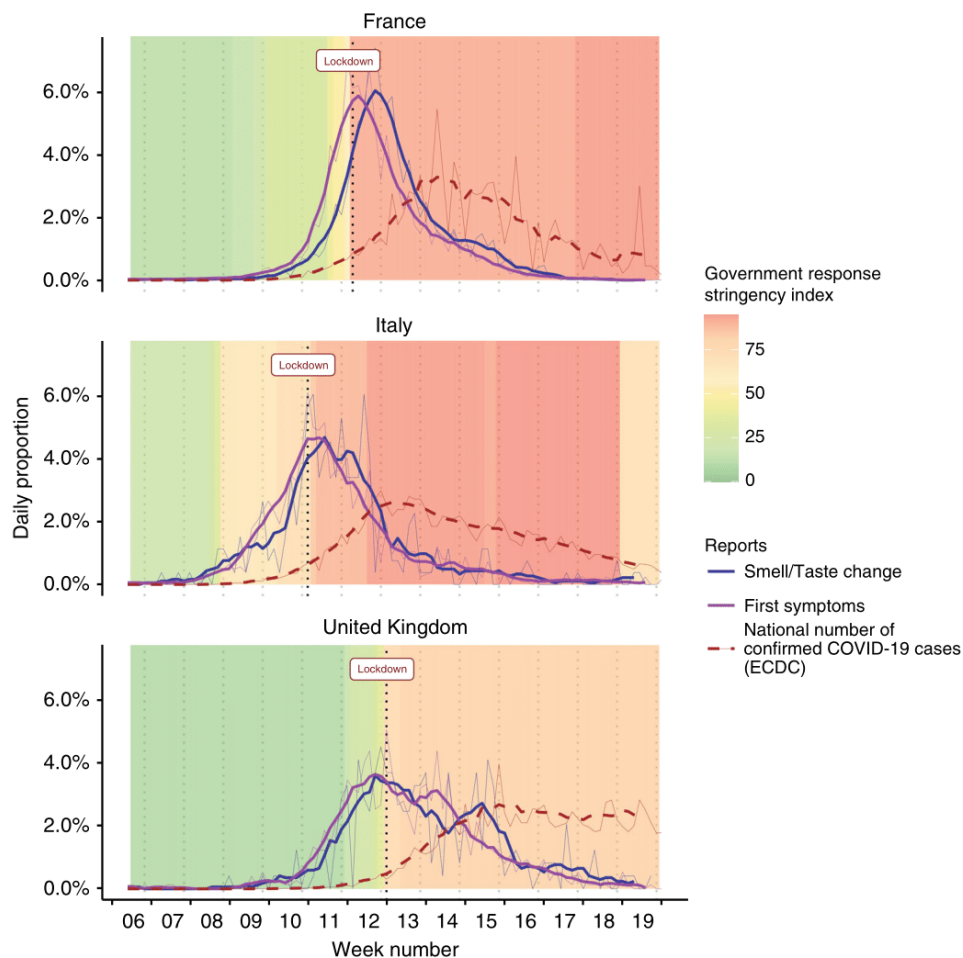 France
Lockdown
6.0%
4.0%
2.0%
0.0%
Italy
Lockdown
6.0%
4.0%
2.0%
0.0%
Daily proportion
United Kingdom
Lockdown
6.0%
4.0%
2.0%
0.0%
06 07 08 09 10 11 12 13 14 15 16 17 18 19
Week number
Government response
stringency index
75
50
25
0
Reports
Smell/Taste change
First symptoms
National number of
confirmed COVID-19 cases
(ECDC)